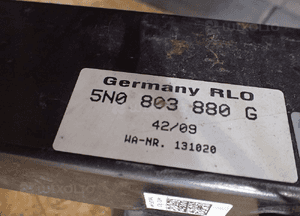 Germany RLO
5N0 803 880 G
42/09
WA-NR. 131020